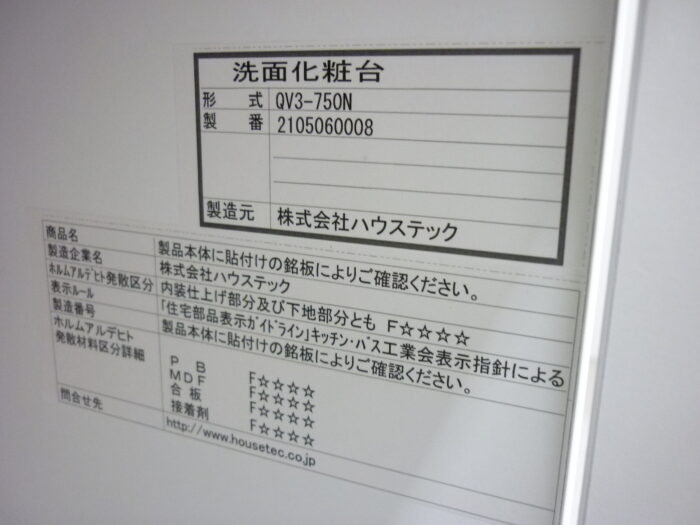 洗面化粧台
形 式 QV3-750N
製 番 2105060008
製造元 株式会社ハウステック
商品名 製品本体に貼付けの銘板によりご確認ください。
製造企業名 株式会社ハウステック
ホルムアルデヒト発散区分 内装仕上げ部分及び下地部分とも F☆☆☆☆
表示ルール 「住宅部品表示ガイドライン」キッチン・バス工業会表示指針による
製造番号 製品本体に貼付けの銘板によりご確認ください。
ホルムアルデヒト
発散材料区分詳細
P B F☆☆☆☆
MDF F☆☆☆☆
合 板 F☆☆☆☆
接着剤 F☆☆☆☆
問合せ先 http://www.housetec.co.jp